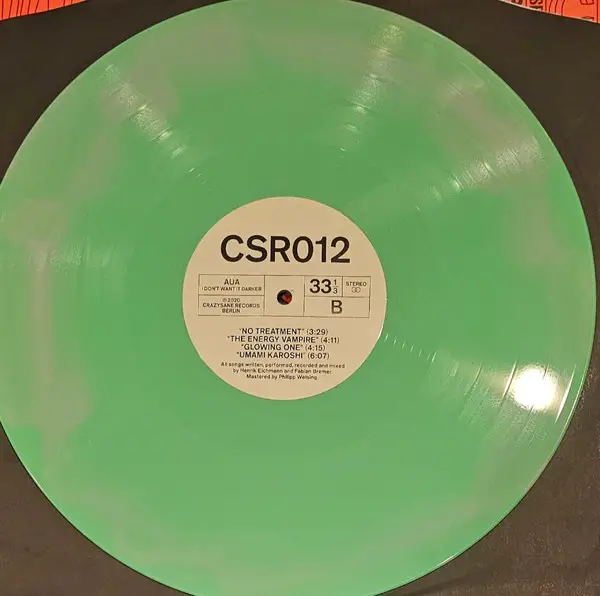 CSR012
AUA
I DON'T WANT IT DARKER
℗ 2020
CRAZYSANE RECORDS
BERLIN
33 1/3
STEREO
B
"NO TREATMENT" (3:29)
"THE ENERGY VAMPIRE" (4:11)
"GLOWING ONE" (4:15)
"UMAMI KAROSHI" (6:07)
All songs written, performed, recorded and mixed
by Henrik Eichmann and Fabian Bremer
Mastered by Philipp Welsing